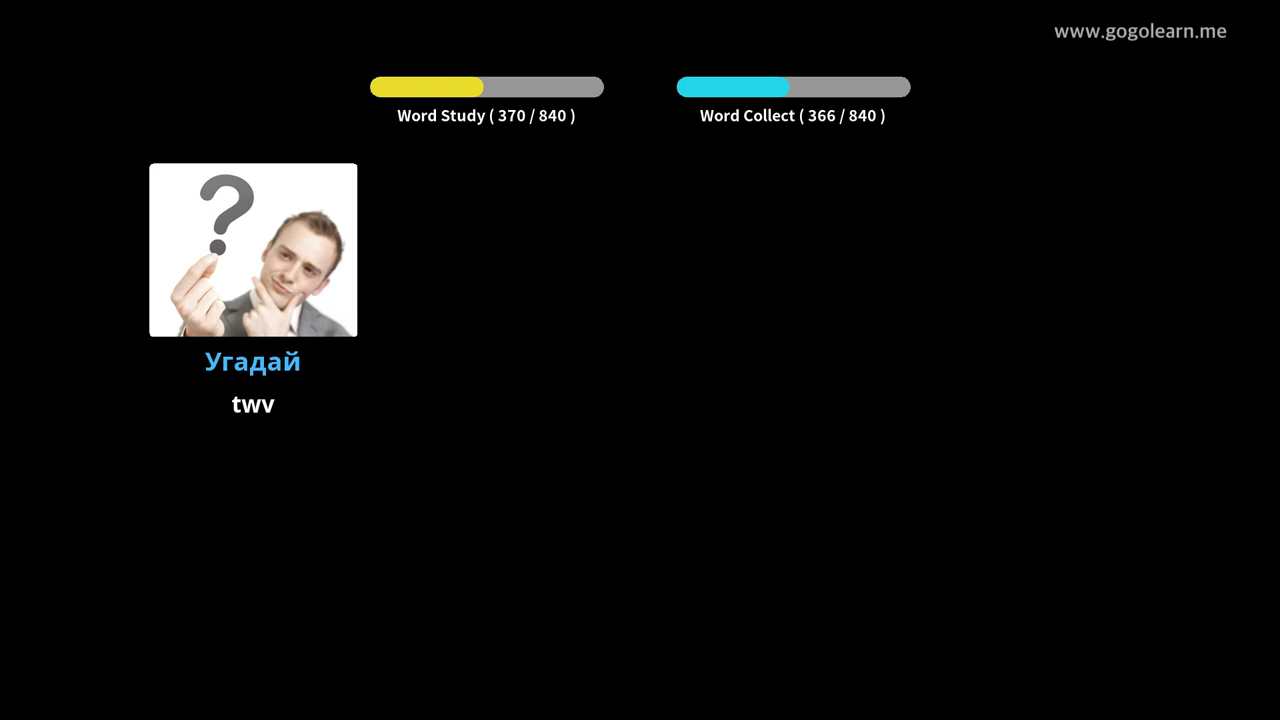 www.gogolearn.me
Word Study ( 370 / 840 )
Word Collect ( 366 / 840 )
?
Угадай
twv